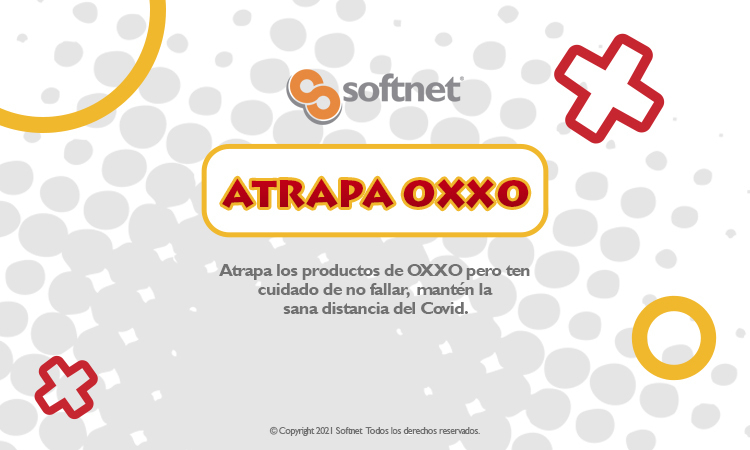 softnet
ATRAPA OXXO
Atrapa los productos de OXXO pero ten
cuidado de no fallar, mantén la
sana distancia del Covid.
© Copyright 2021 Softnet. Todos los derechos reservados.